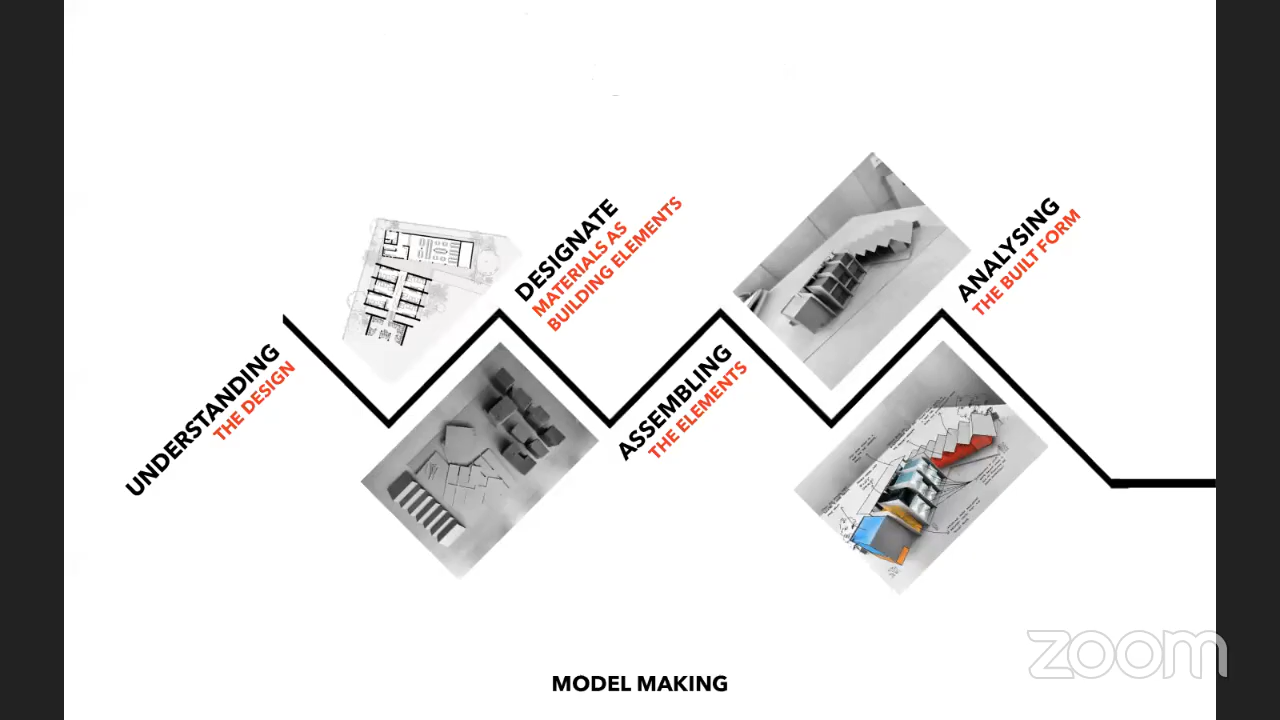 UNDERSTANDING
THE DESIGN
DESIGNATE
MATERIALS AS
BUILDING ELEMENTS
ASSEMBLING
THE ELEMENTS
ANALYSING
THE BUILT FORM
zoom
MODEL MAKING